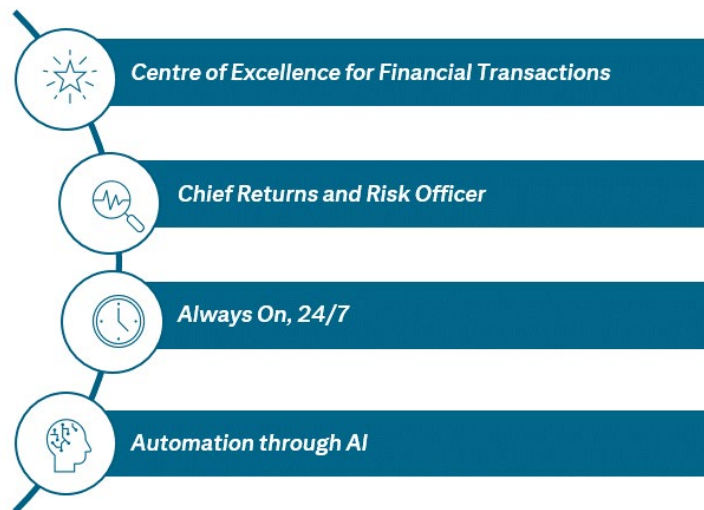 Centre of Excellence for Financial Transactions
Chief Returns and Risk Officer
Always On, 24/7
Automation through AI